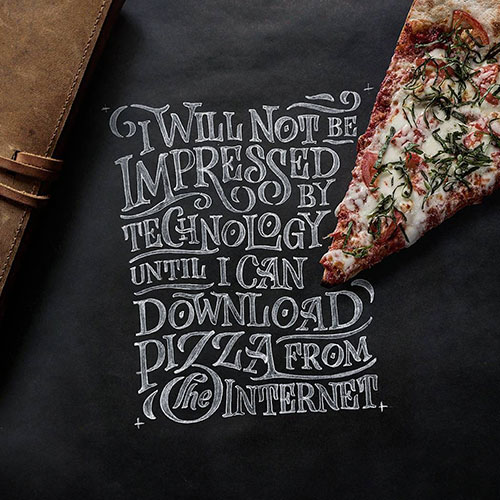 I WILL NOT BE
IMPRESSED
BY
TECHNOLOGY
UNTIL I CAN
DOWNLOAD
PIZZA FROM
The INTERNET